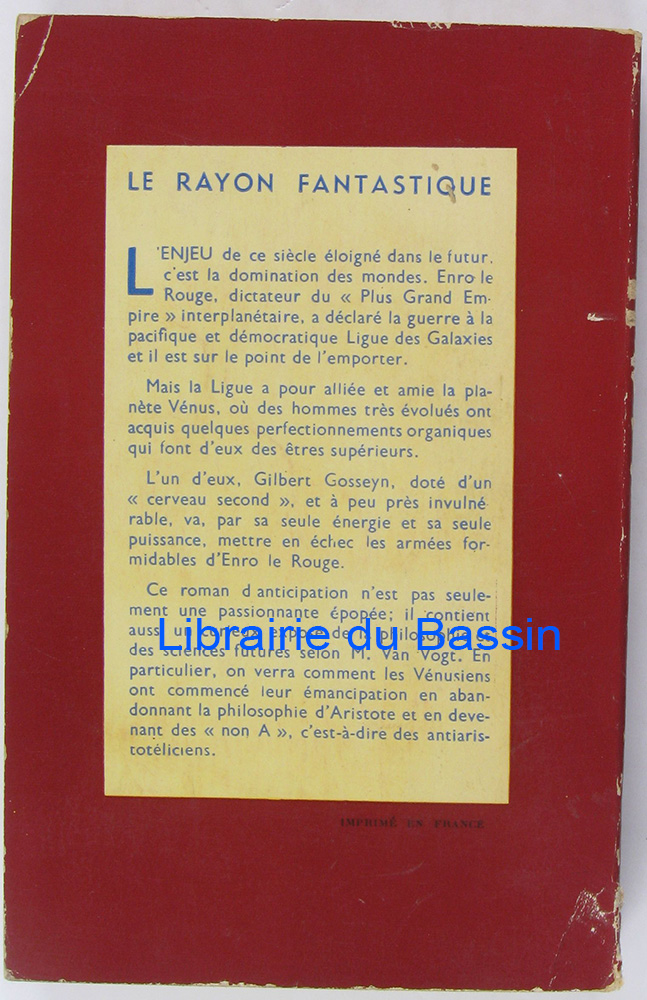 LE RAYON FANTASTIQUE
L'ENJEU de ce siècle éloigné dans le futur.
c'est la domination des mondes. Enro le
Rouge, dictateur du « Plus Grand Em-
pire » interplanétaire, a déclaré la guerre à la
pacifique et démocratique Ligue des Galaxies
et il est sur le point de l'emporter.
Mais la Ligue a pour alliée et amie la pla-
nète Vénus, où des hommes très évolués ont
acquis quelques perfectionnements organiques
qui font d'eux des êtres supérieurs.
L'un d'eux, Gilbert Gosseyn, doté d'un
« cerveau second », et à peu près invulné
rable, va, par sa seule énergie et sa seule
puissance, mettre en échec les armées for-
midables d'Enro le Rouge.
Ce roman d anticipation n'est pas seule-
ment une passionnante épopée; il contient
aussi un curieux exposé de la philosophie et
Librairie du Bassin
des sciences futures selon M. Van Vogt. En
particulier, on verra comment les Vénusiens
ont commencé leur émancipation en aban-
donnant la philosophie d'Aristote et en deve-
nant des « non A », c'est-à-dire des antiaris-
totéliciens.
IMPRIMÉ EN FRANCE